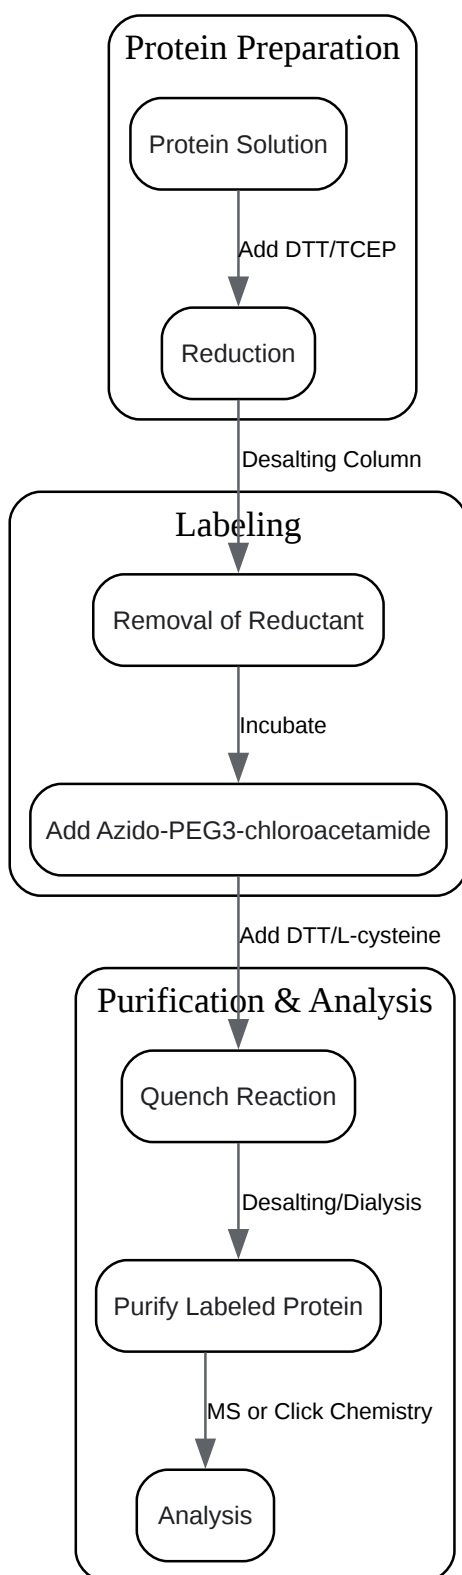 Protein Preparation
Protein Solution
Add DTT/TCEP
Reduction
Desalting Column
Labeling
Removal of Reductant
Incubate
Add Azido-PEG3-chloroacetamide
Add DTT/L-cysteine
Purification & Analysis
Quench Reaction
Desalting/Dialysis
Purify Labeled Protein
MS or Click Chemistry
Analysis